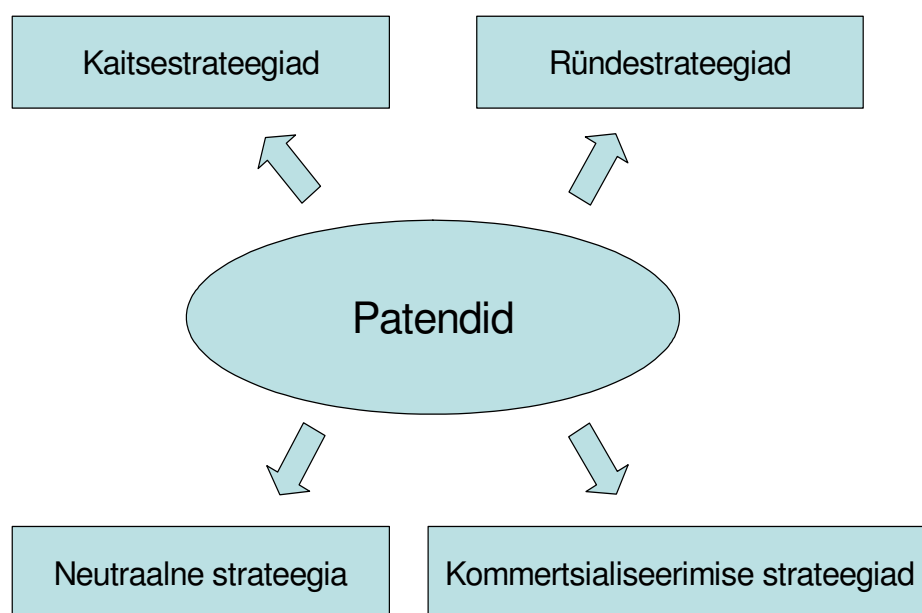 Kaitsestrateegiad
Ründestrateegiad
Patendid
Neutraalne strateegia
Kommertsialiseerimise strateegiad